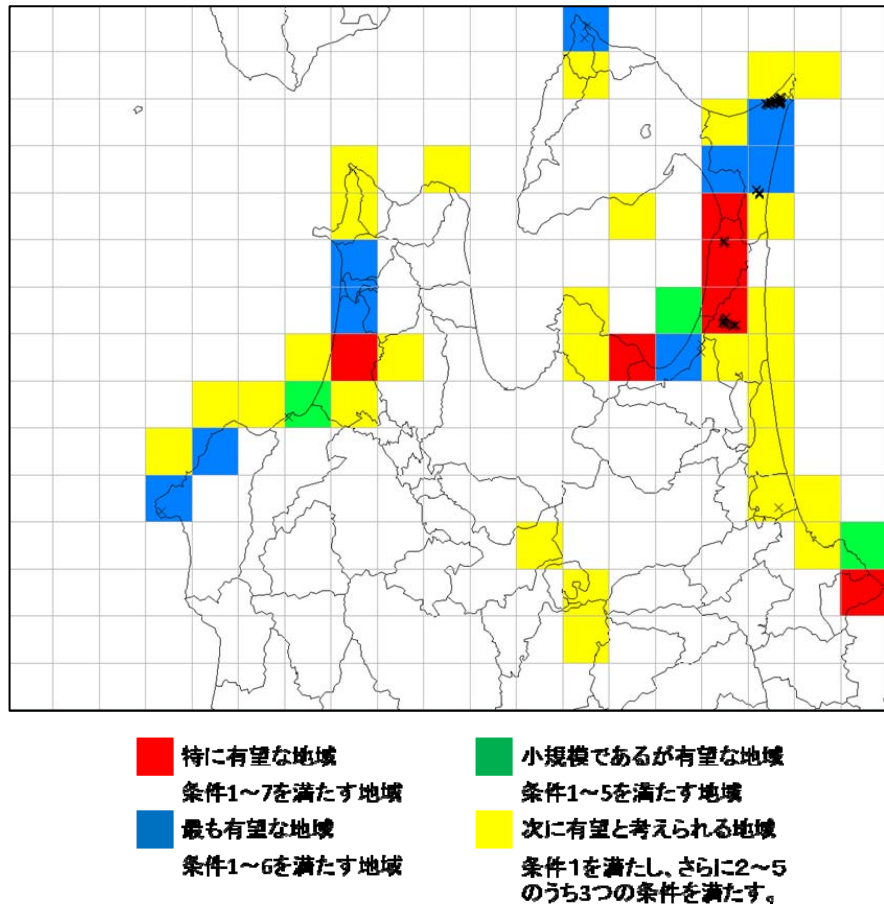 特に有望な地域
条件1～7を満たす地域
最も有望な地域
条件1～6を満たす地域
小規模であるが有望な地域
条件1～5を満たす地域
次に有望と考えられる地域
条件1を満たし、さらに2～5
のうち3つの条件を満たす。